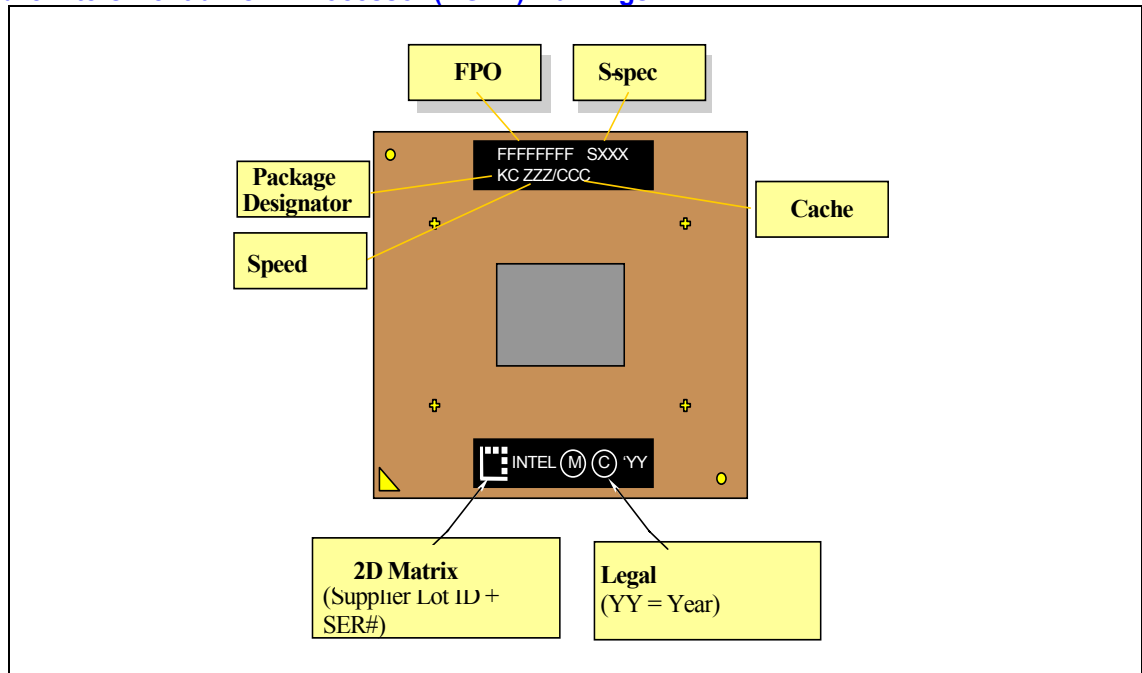 FPO
S-spec
FFFFFFFF SXXX
KC ZZZ/CCC
Package
Designator
Cache
Speed
INTEL M C 'YY
2D Matrix
(Supplier Lot ID +
SER#)
Legal
(YY = Year)